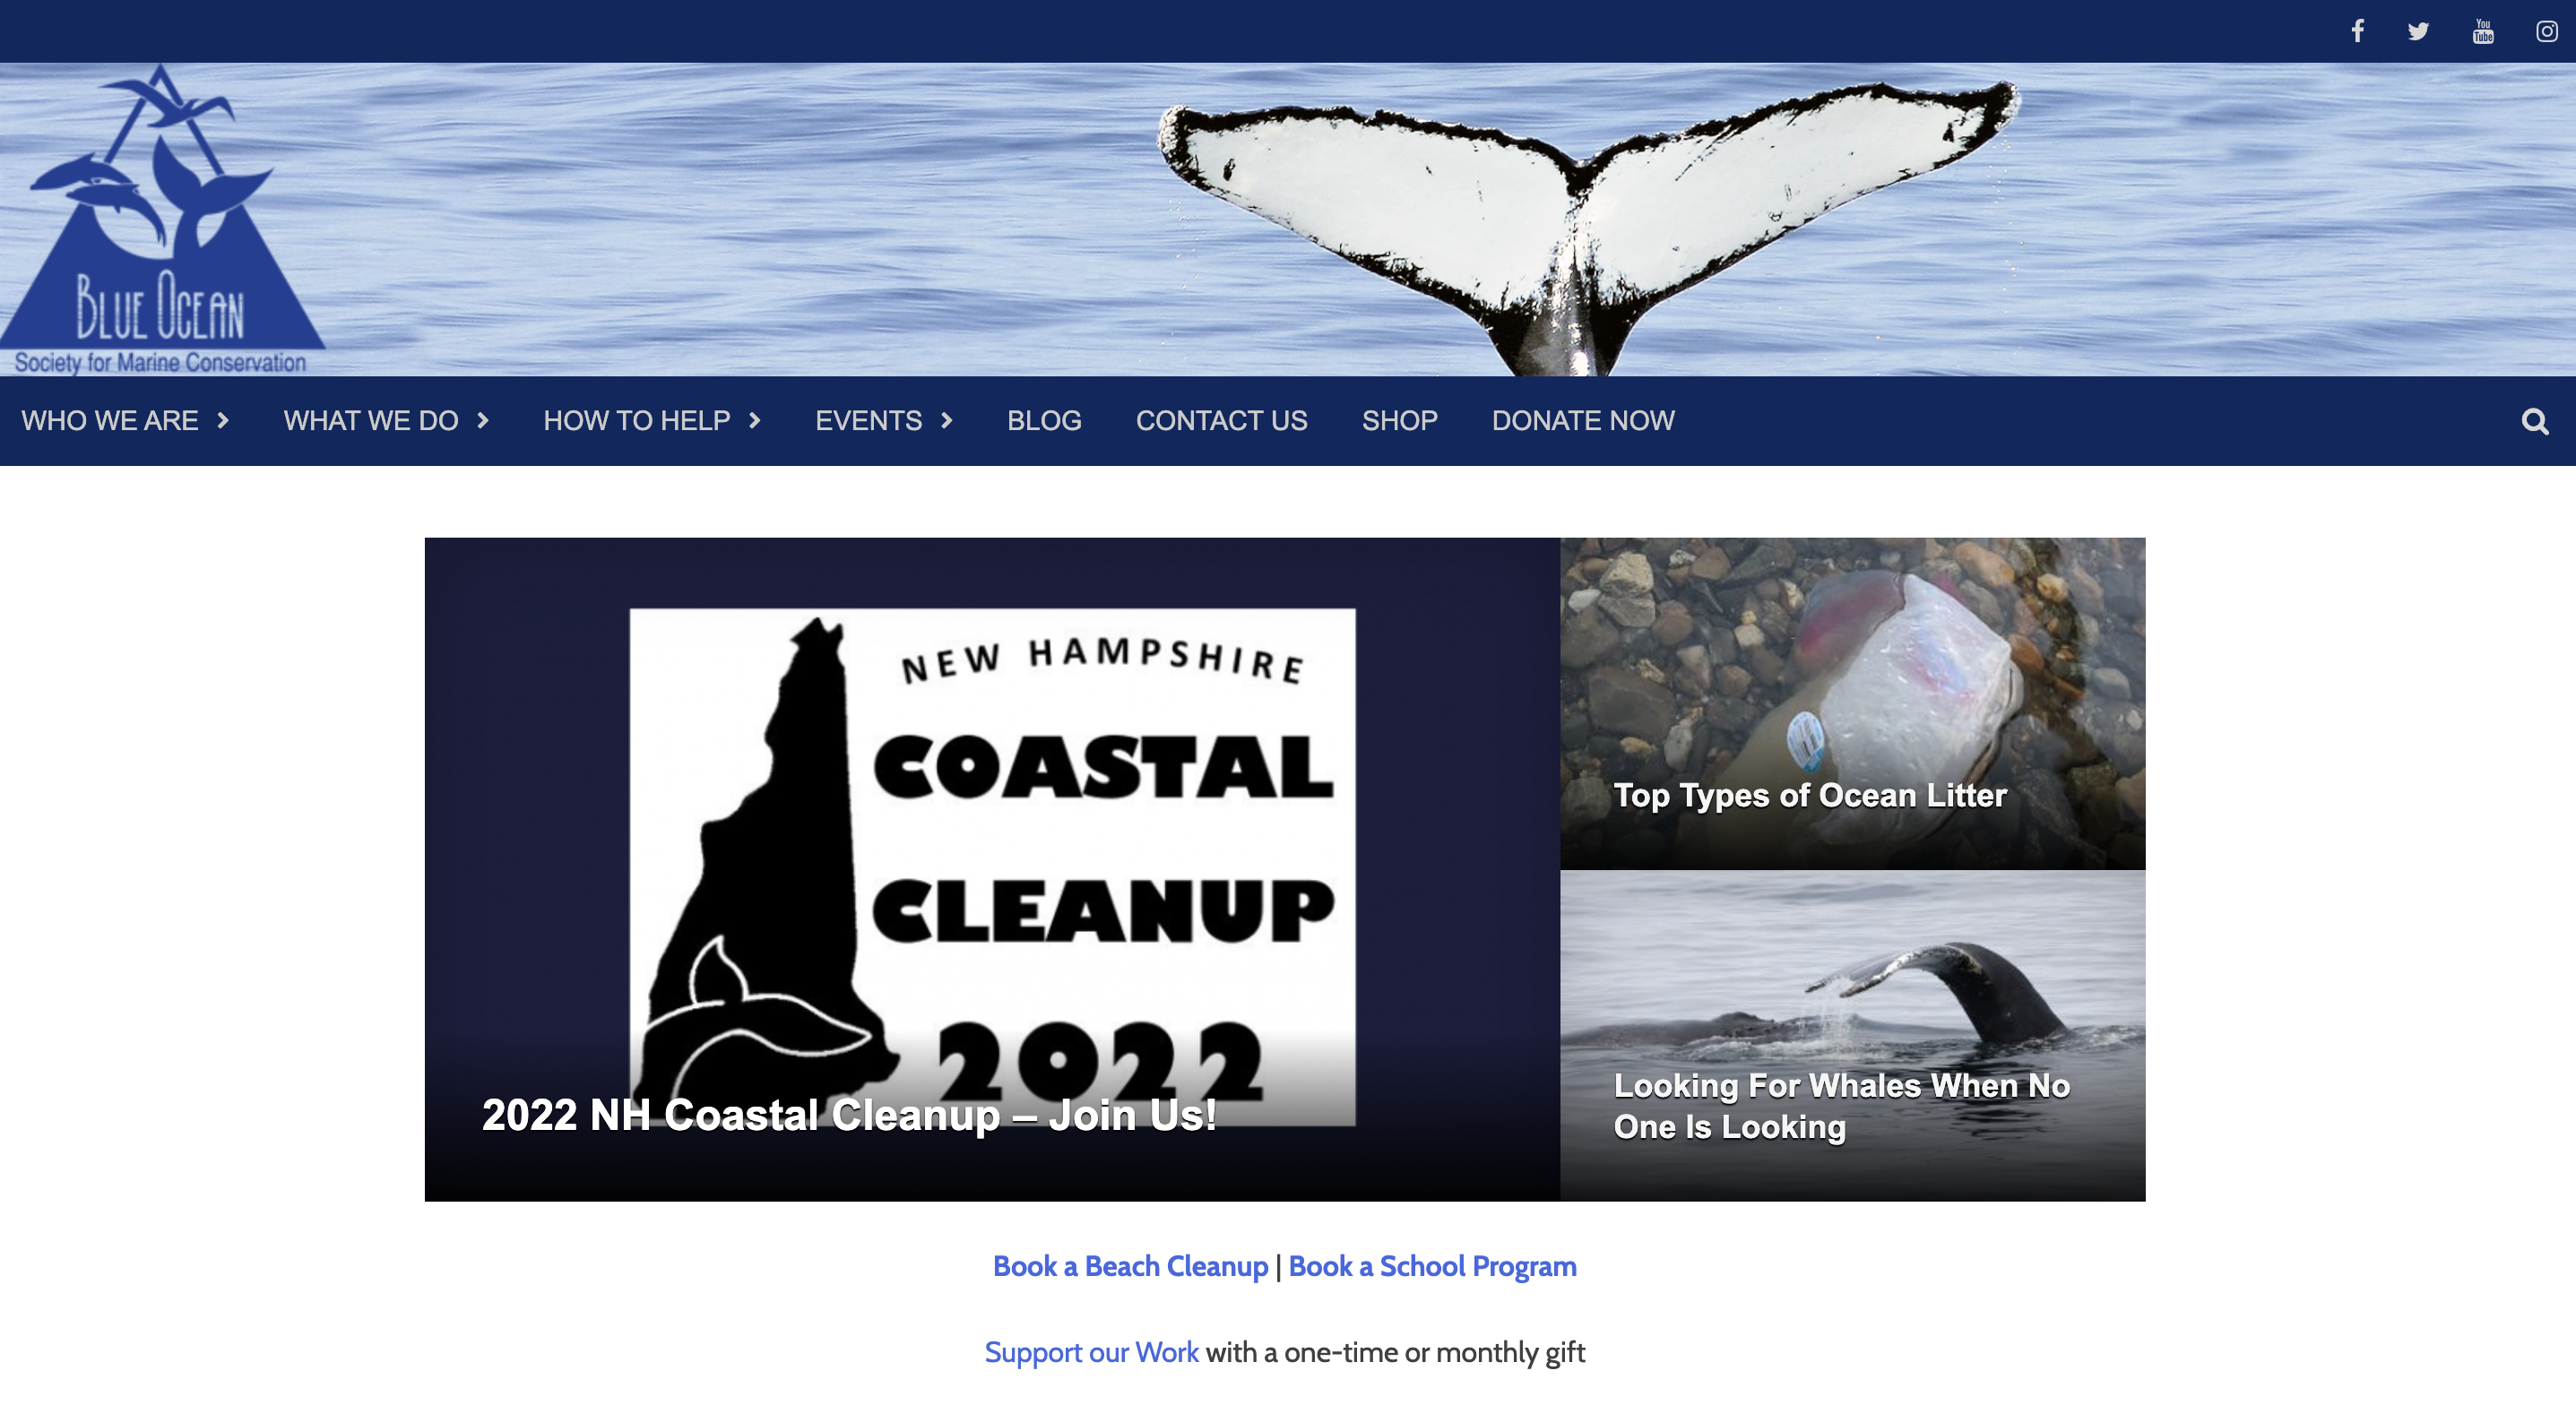 You
Tube
BLUE OCEAN
Society for Marine Conservation
WHO WE ARE
WHAT WE DO
HOW TO HELP
EVENTS
BLOG
CONTACT US
SHOP
DONATE NOW
NEW HAMPSHIRE
COASTAL
CLEANUP
2022
2022 NH Coastal Cleanup – Join Us!
Top Types of Ocean Litter
Looking For Whales When No
One Is Looking
Book a Beach Cleanup | Book a School Program
Support our Work with a one-time or monthly gift